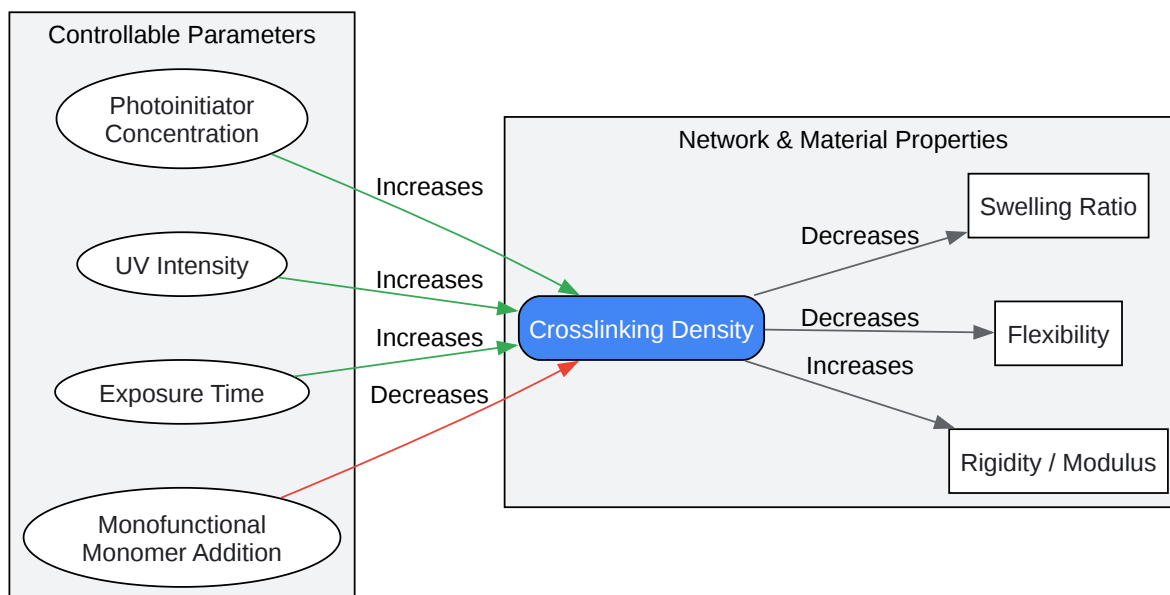 Controllable Parameters
Photoinitiator
Concentration
UV Intensity
Exposure Time
Monofunctional
Monomer Addition
Increases
Increases
Increases
Decreases
Network & Material Properties
Crosslinking Density
Decreases
Decreases
Increases
Swelling Ratio
Flexibility
Rigidity / Modulus